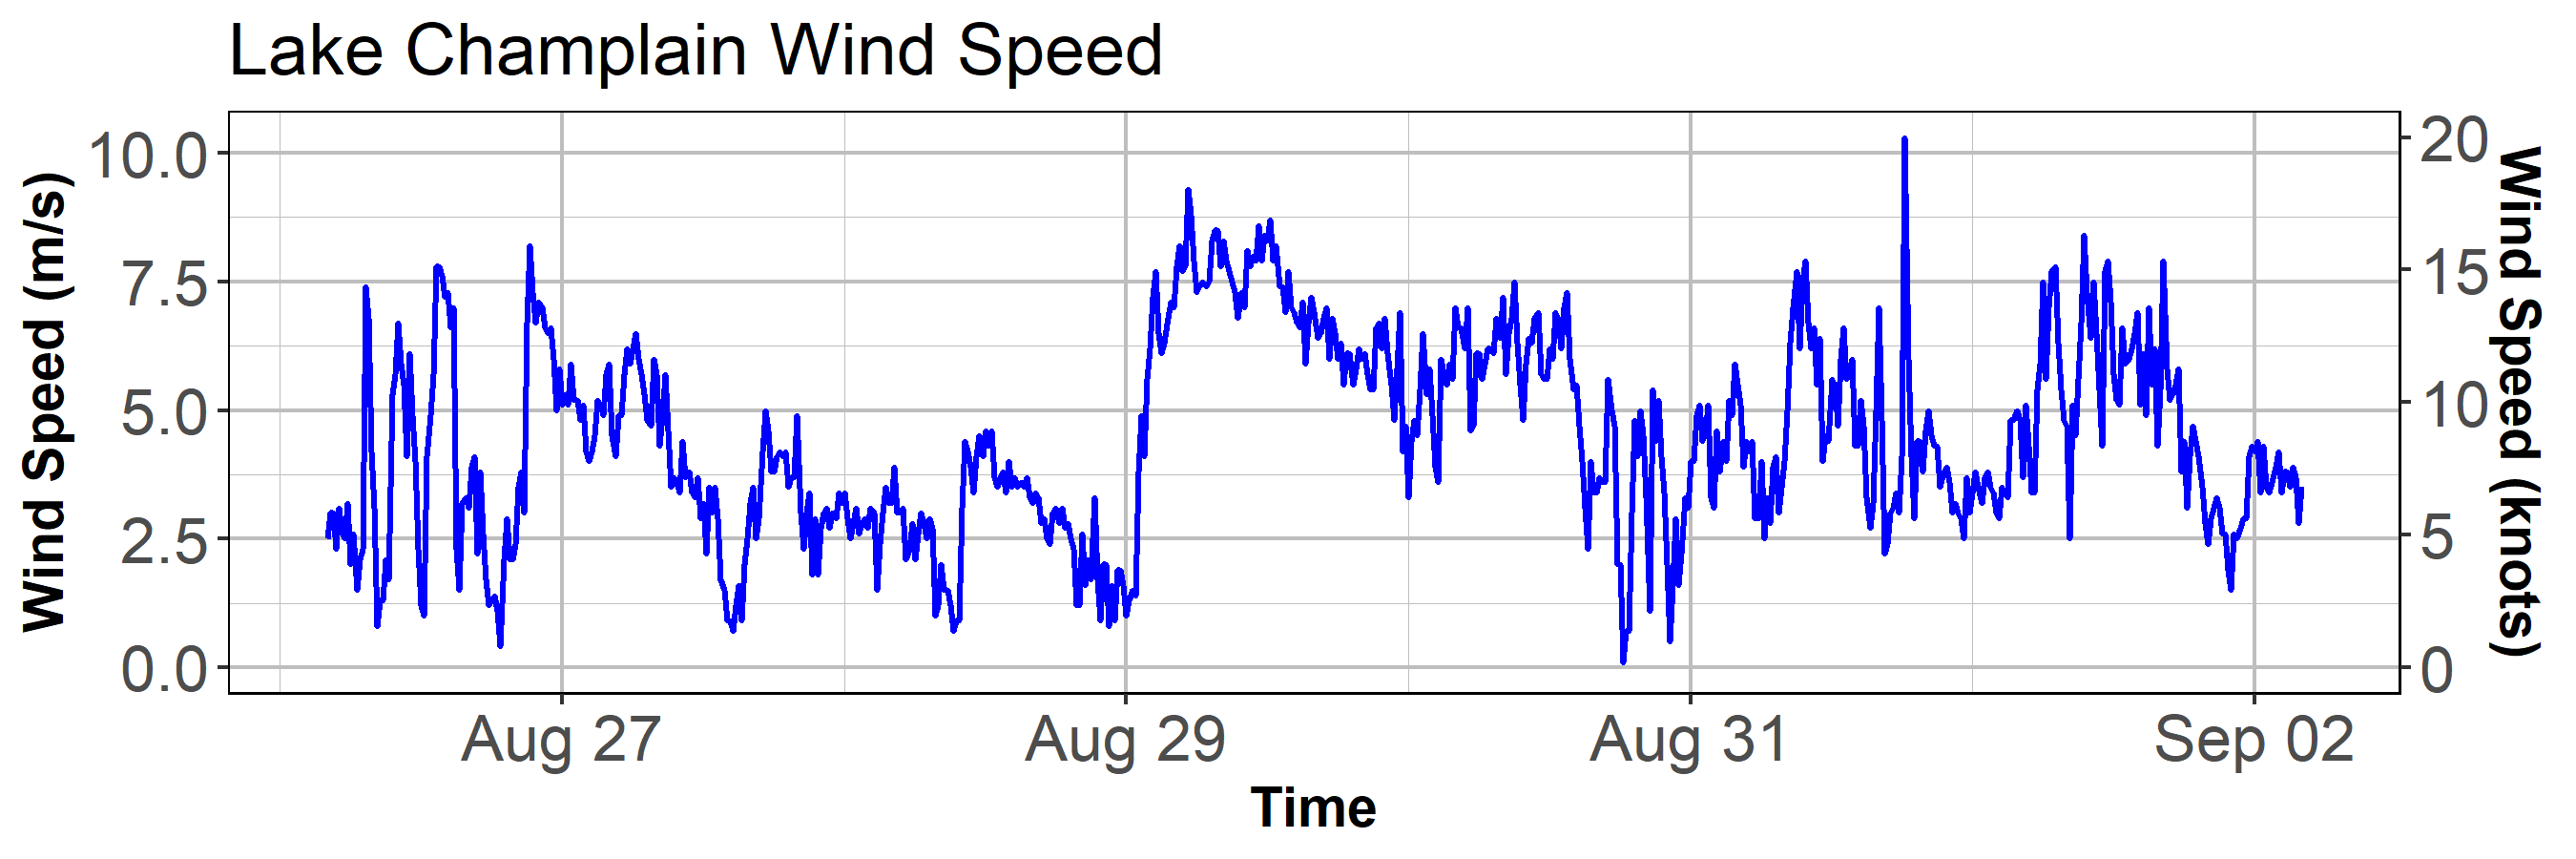 Lake Champlain Wind Speed
Wind Speed (m/s)
10.0
7.5
5.0
2.5
0.0
20
15
10
5
0
Wind Speed (knots)
Aug 27
Aug 29
Aug 31
Sep 02
Time